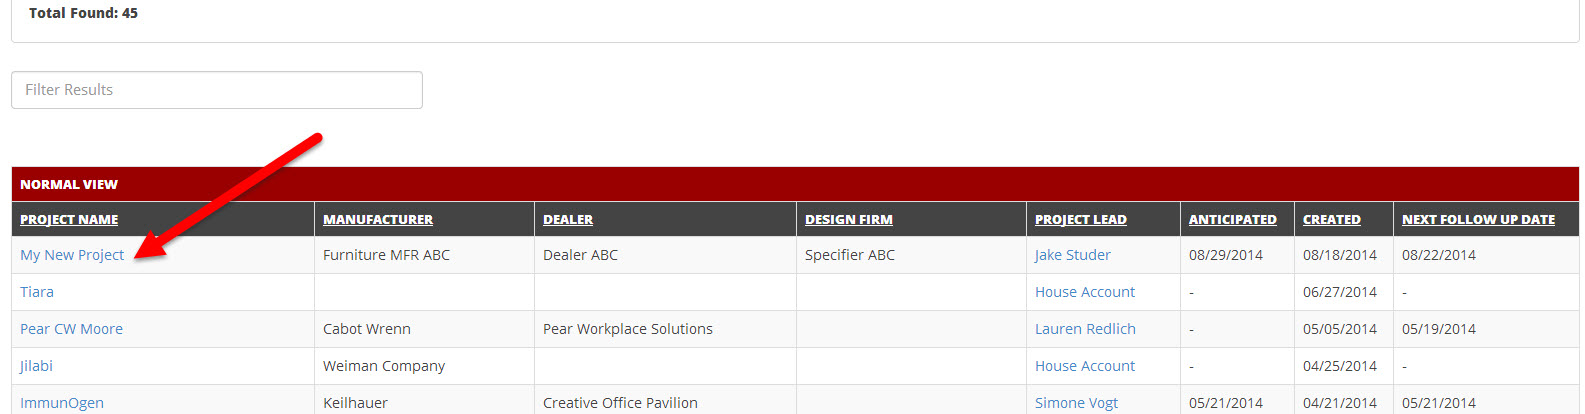 Total Found: 45
Filter Results
NORMAL VIEW
PROJECT NAME MANUFACTURER DEALER DESIGN FIRM PROJECT LEAD ANTICIPATED CREATED NEXT FOLLOW UP DATE
My New Project Furniture MFR ABC Dealer ABC Specifier ABC Jake Studer 08/29/2014 08/18/2014 08/22/2014
Tiara House Account - 06/27/2014 -
Pear CW Moore Cabot Wrenn Pear Workplace Solutions Lauren Redlich - 05/05/2014 05/19/2014
Jilabi Weiman Company House Account - 04/25/2014 -
ImmunOgen Keilhauer Creative Office Pavilion Simone Vogt 05/21/2014 04/21/2014 05/21/2014